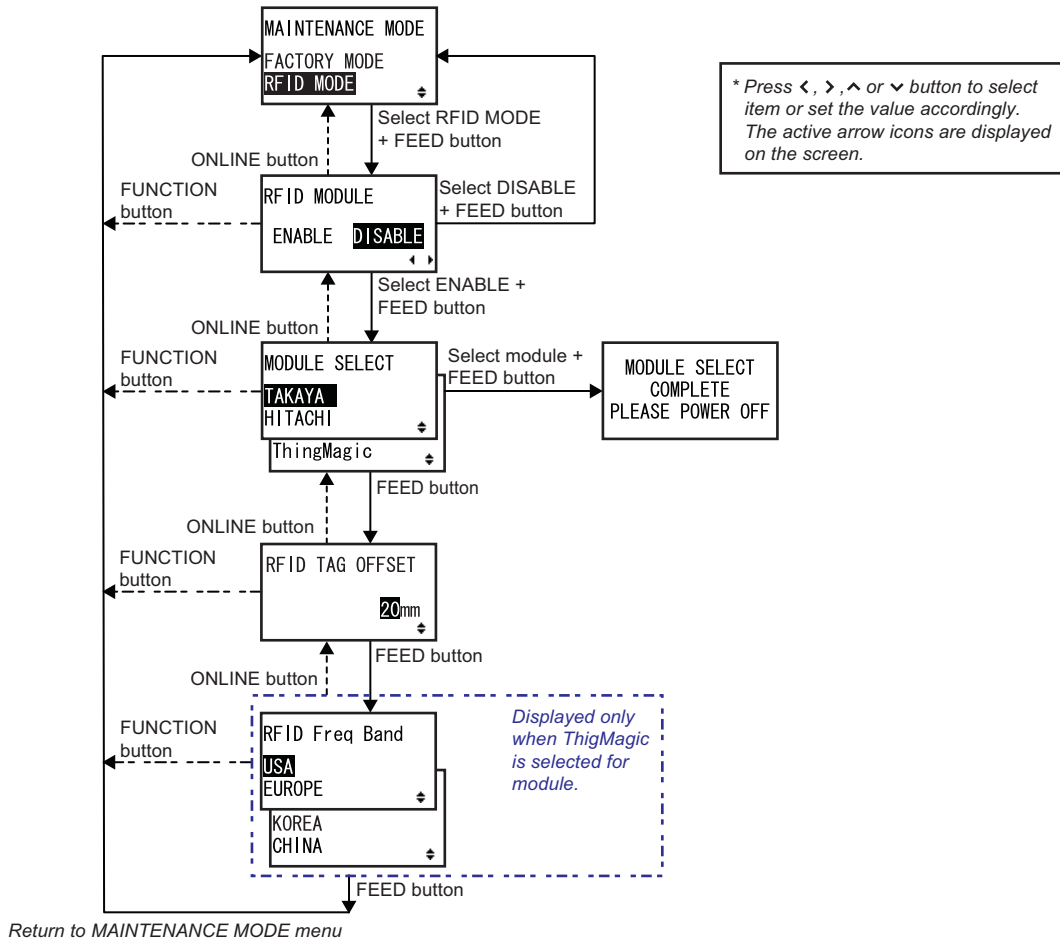 MAINTENANCE MODE
FACTORY MODE
RFID MODE
* Press <, >, ^ or v button to select
item or set the value accordingly.
The active arrow icons are displayed
on the screen.
Select RFID MODE
+ FEED button
ONLINE button
FUNCTION
button
RFID MODULE
ENABLE DISABLE
Select DISABLE
+ FEED button
Select ENABLE +
FEED button
ONLINE button
FUNCTION
button
MODULE SELECT
TAKAYA
HITACHI
ThingMagic
Select module +
FEED button
MODULE SELECT
COMPLETE
PLEASE POWER OFF
FEED button
ONLINE button
FUNCTION
button
RFID TAG OFFSET
20mm
FEED button
ONLINE button
FUNCTION
button
RFID Freq Band
USA
EUROPE
KOREA
CHINA
Displayed only
when ThigMagic
is selected for
module.
FEED button
Return to MAINTENANCE MODE menu